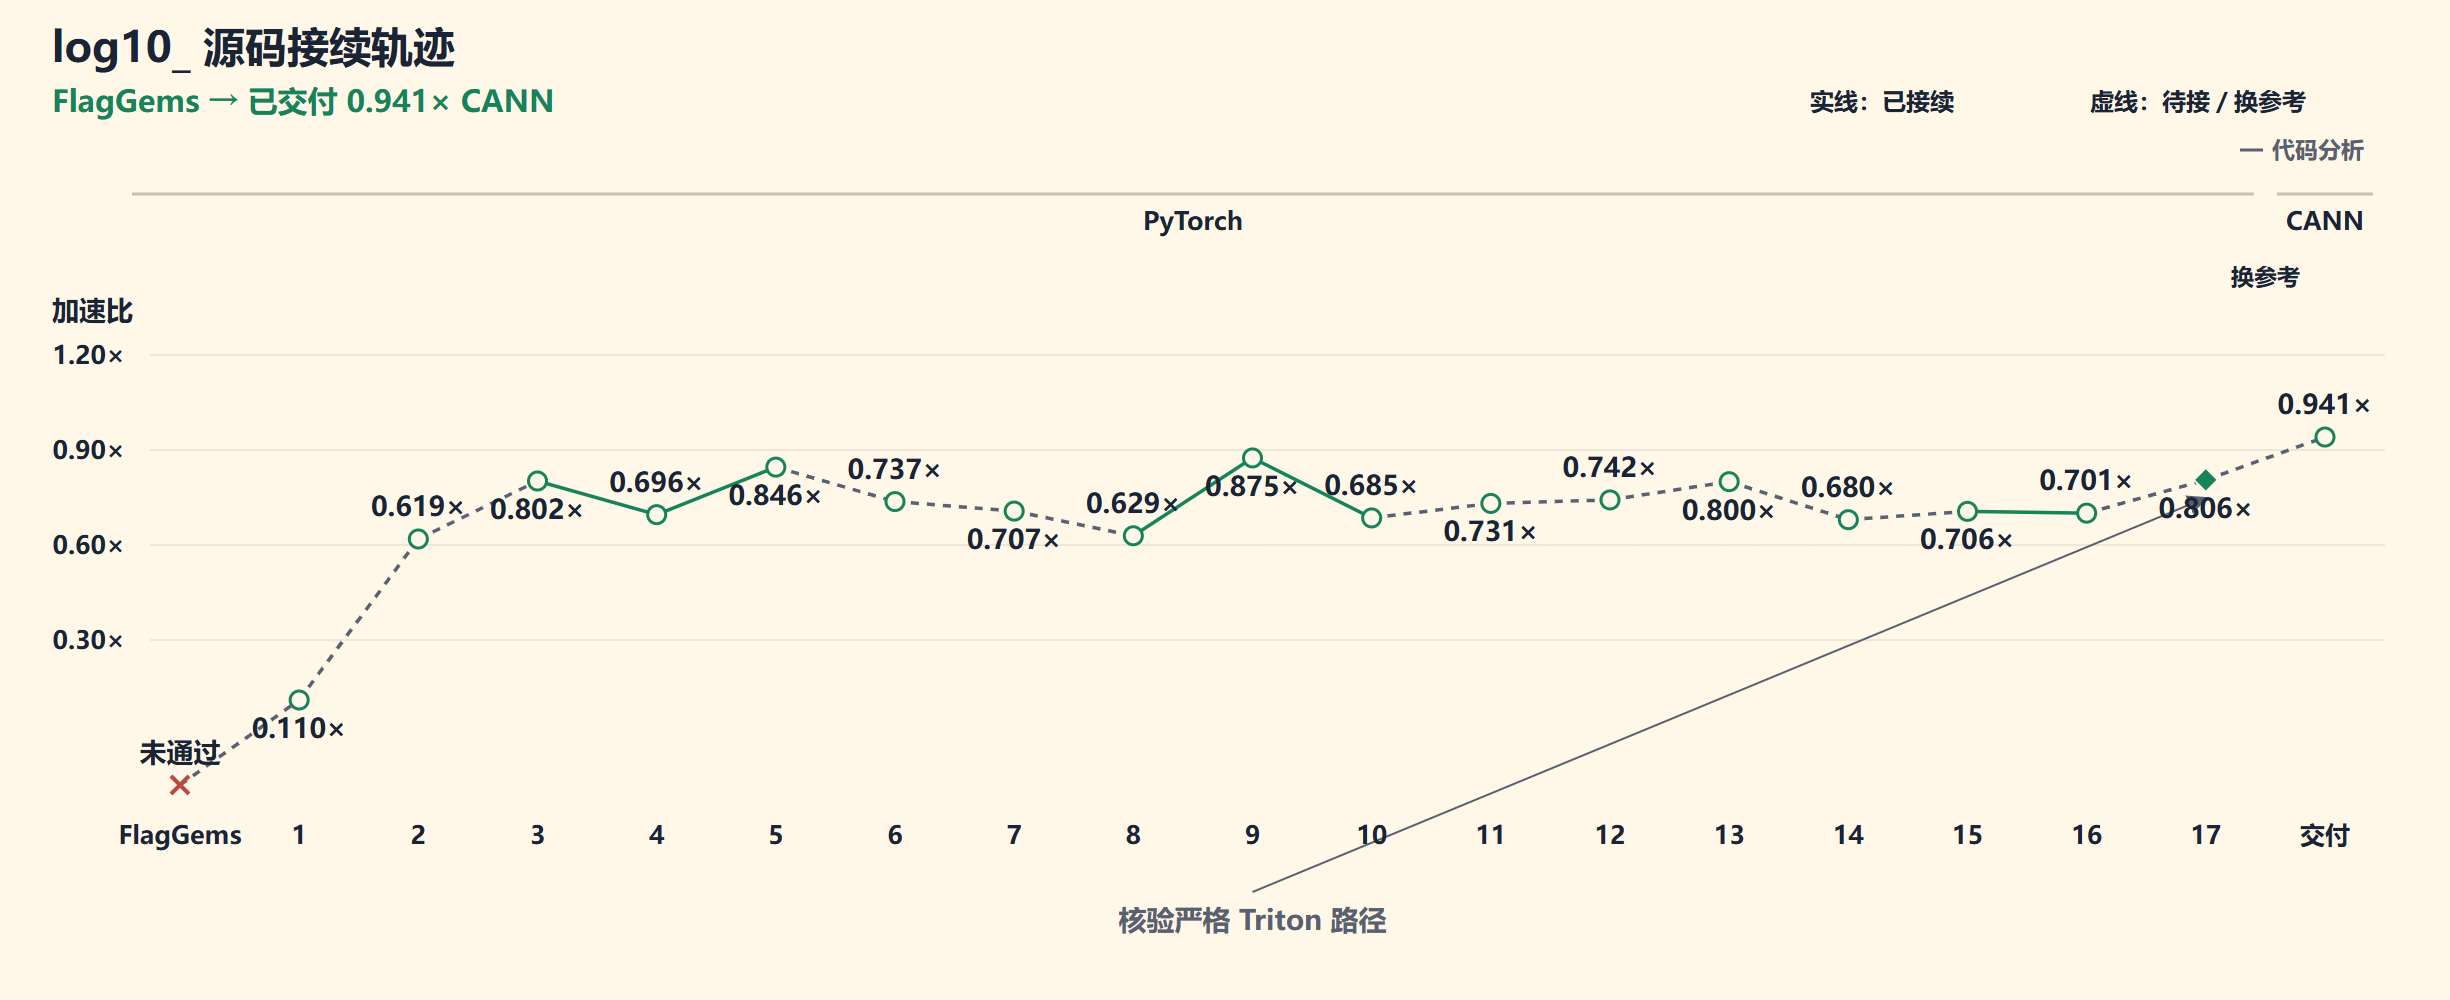 log10_ 源码接续轨迹
FlagGems → 已交付 0.941× CANN
实线：已接续
虚线：待接 / 换参考
代码分析
PyTorch
CANN
换参考
加速比
1.20×
0.90×
0.60×
0.30×
未通过
0.110×
0.619×
0.802×
0.696×
0.846×
0.737×
0.707×
0.629×
0.875×
0.685×
0.731×
0.742×
0.800×
0.680×
0.706×
0.701×
0.806×
0.941×
FlagGems 1 2 3 4 5 6 7 8 9 10 11 12 13 14 15 16 17 交付
核验严格 Triton 路径